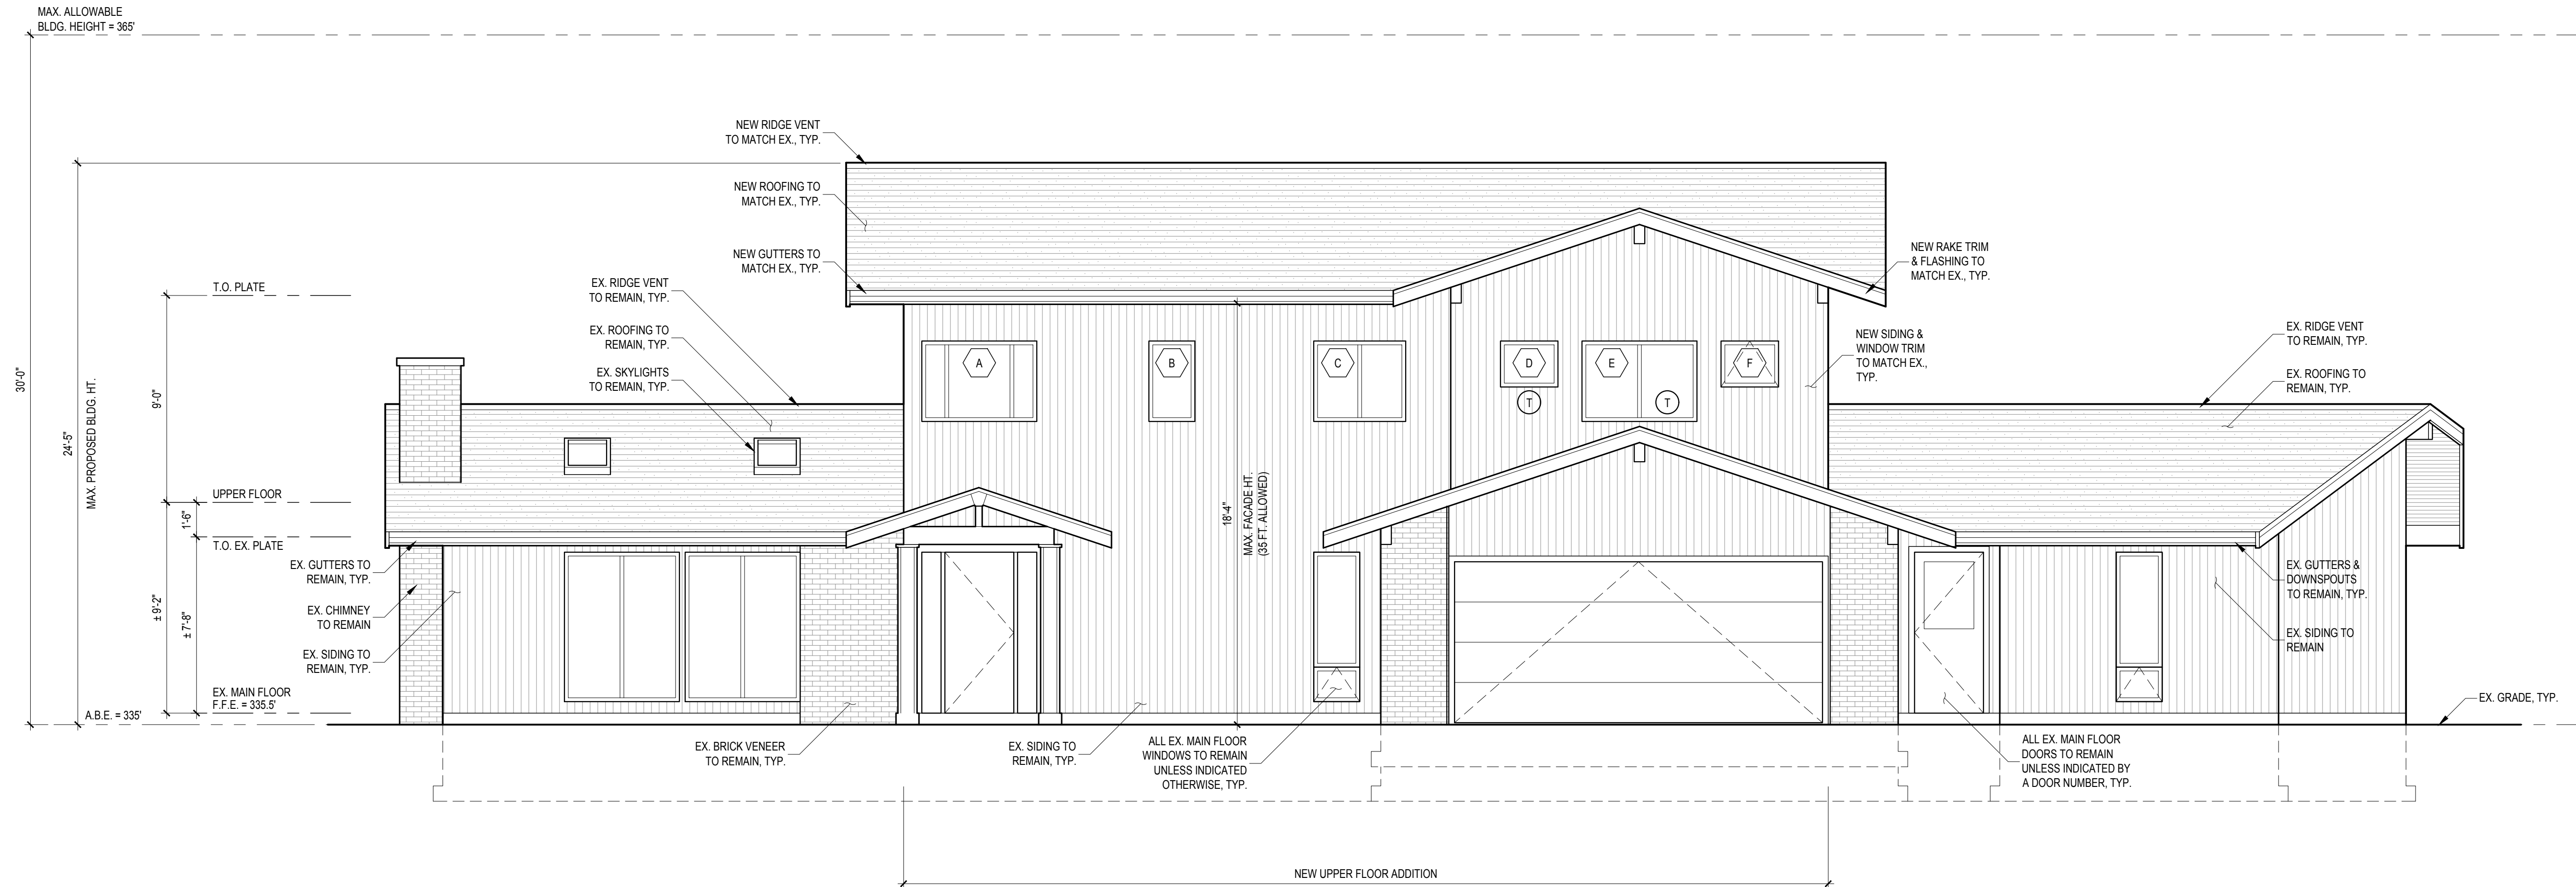 MAX. ALLOWABLE
BLDG. HEIGHT = 365'
NEW RIDGE VENT
TO MATCH EX., TYP.
NEW ROOFING TO
MATCH EX., TYP.
NEW GUTTERS TO
MATCH EX., TYP.
NEW RAKE TRIM
& FLASHING TO
MATCH EX., TYP.
T.O. PLATE
EX. RIDGE VENT
TO REMAIN, TYP.
EX. ROOFING TO
REMAIN, TYP.
EX. SKYLIGHTS
TO REMAIN, TYP.
NEW SIDING &
WINDOW TRIM
TO MATCH EX.,
TYP.
EX. RIDGE VENT
TO REMAIN, TYP.
EX. ROOFING TO
REMAIN, TYP.
A
B
C
D
E
F
T
T
30'-0"
24'-5"
MAX. PROPOSED BLDG. HT.
9'-0"
UPPER FLOOR
1'-6"
T.O. EX. PLATE
± 9'-2"
± 7'-8"
18'-4"
MAX. FACADE HT.
(35 FT. ALLOWED)
EX. GUTTERS TO
REMAIN, TYP.
EX. CHIMNEY
TO REMAIN
EX. SIDING TO
REMAIN, TYP.
EX. MAIN FLOOR
F.F.E. = 335.5'
A.B.E. = 335'
EX. GUTTERS &
DOWNSPOUTS
TO REMAIN, TYP.
EX. SIDING TO
REMAIN
EX. GRADE, TYP.
EX. BRICK VENEER
TO REMAIN, TYP.
EX. SIDING TO
REMAIN, TYP.
ALL EX. MAIN FLOOR
WINDOWS TO REMAIN
UNLESS INDICATED
OTHERWISE, TYP.
ALL EX. MAIN FLOOR
DOORS TO REMAIN
UNLESS INDICATED BY
A DOOR NUMBER, TYP.
NEW UPPER FLOOR ADDITION